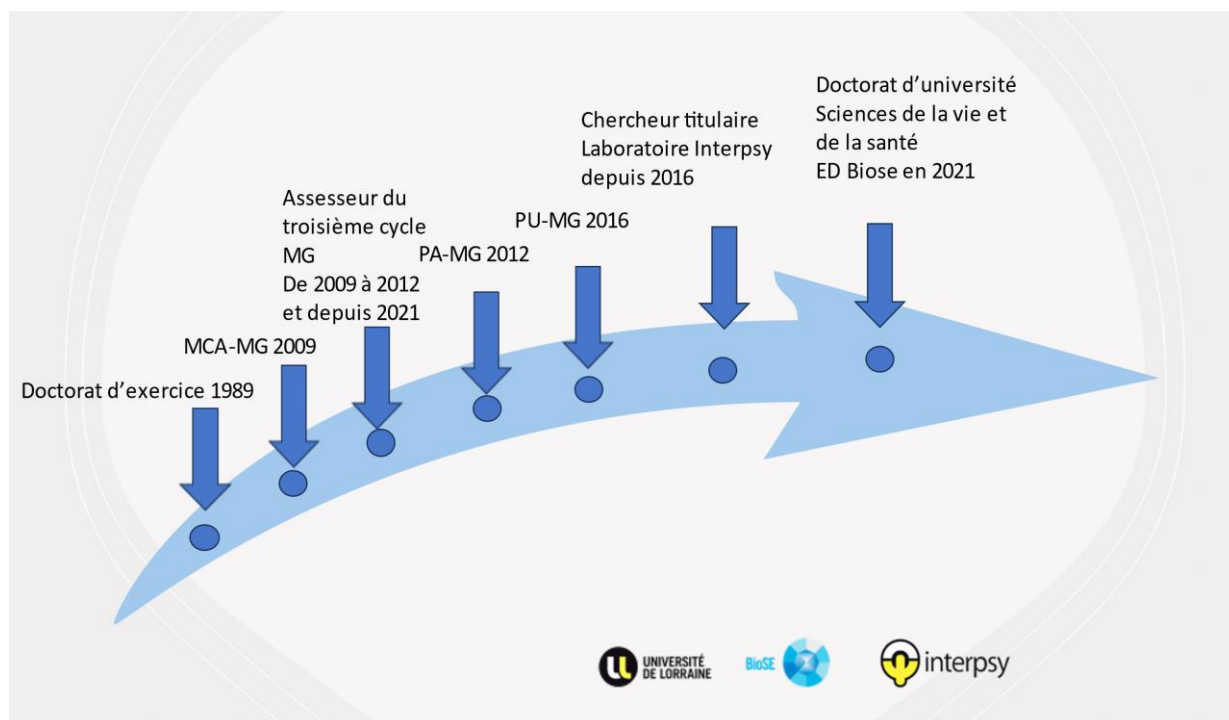 Doctorat d’exercice 1989
MCA-MG 2009
Assesseur du
troisième cycle
MG
De 2009 à 2012
et depuis 2021
PA-MG 2012
PU-MG 2016
Chercheur titulaire
Laboratoire Interpsy
depuis 2016
Doctorat d’université
Sciences de la vie et
de la santé
ED Biose en 2021
UNIVERSITÉ
DE LORRAINE
BioSE
interpsy